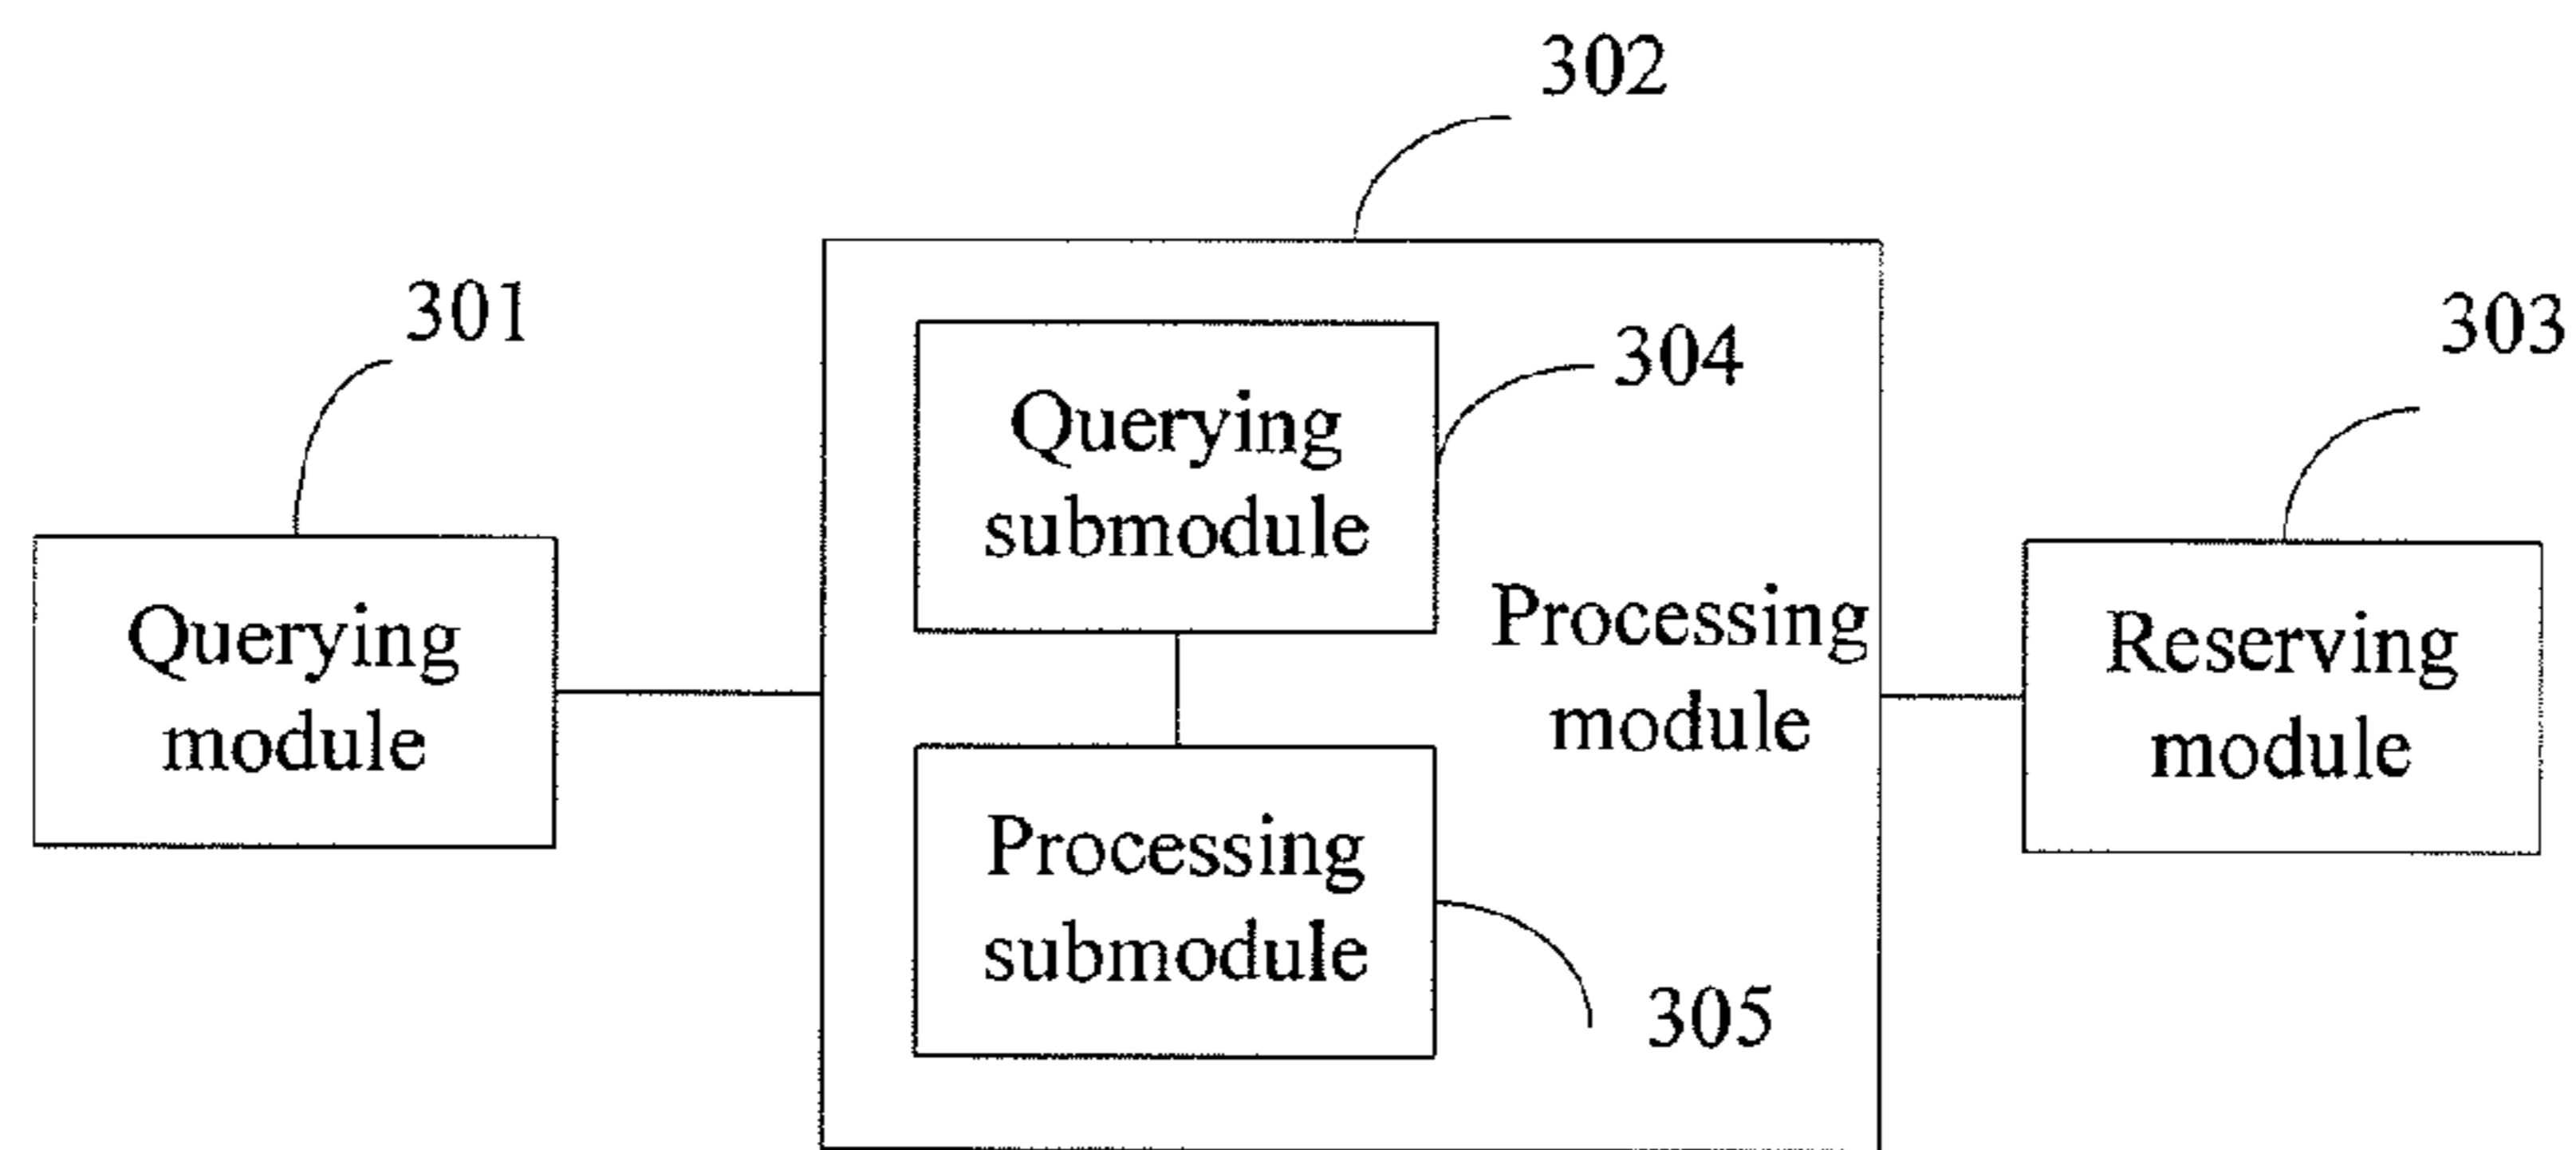 302
301
303
304
Querying
submodule
Querying
module
Processing
module
Reserving
module
Processing
submodule
305